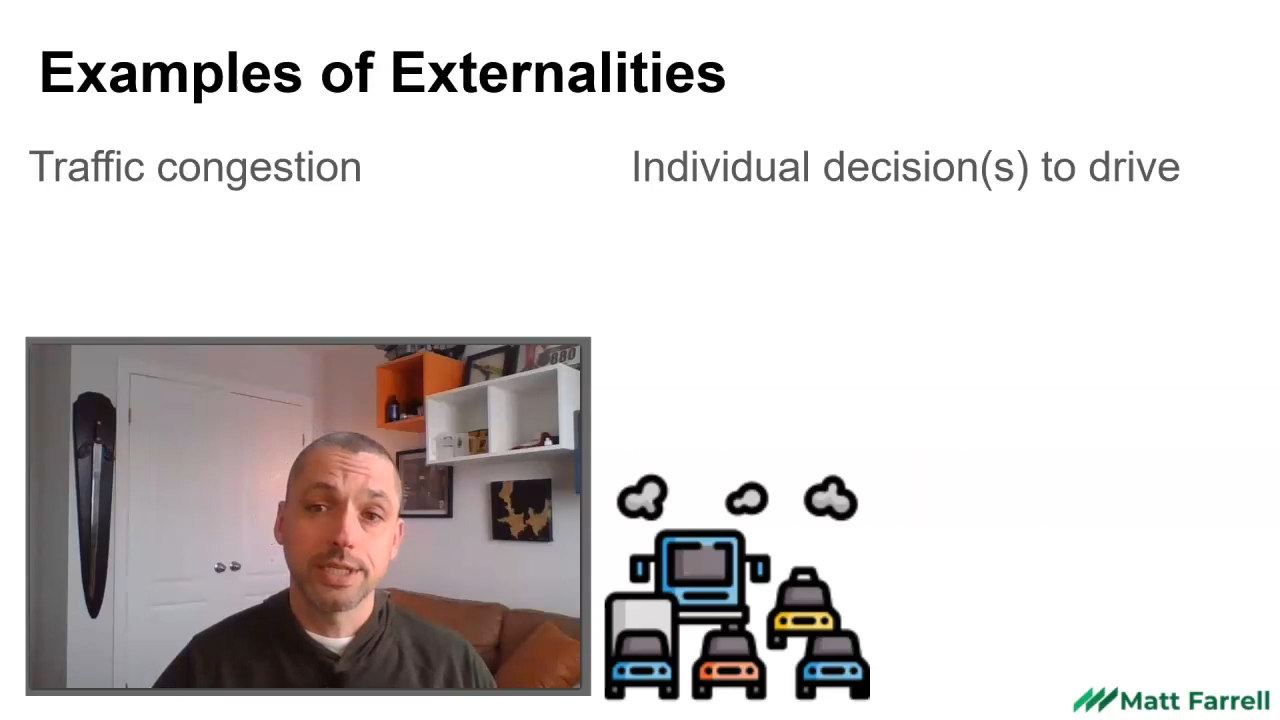 Examples of Externalities
Traffic congestion
Individual decision(s) to drive
Matt Farrell